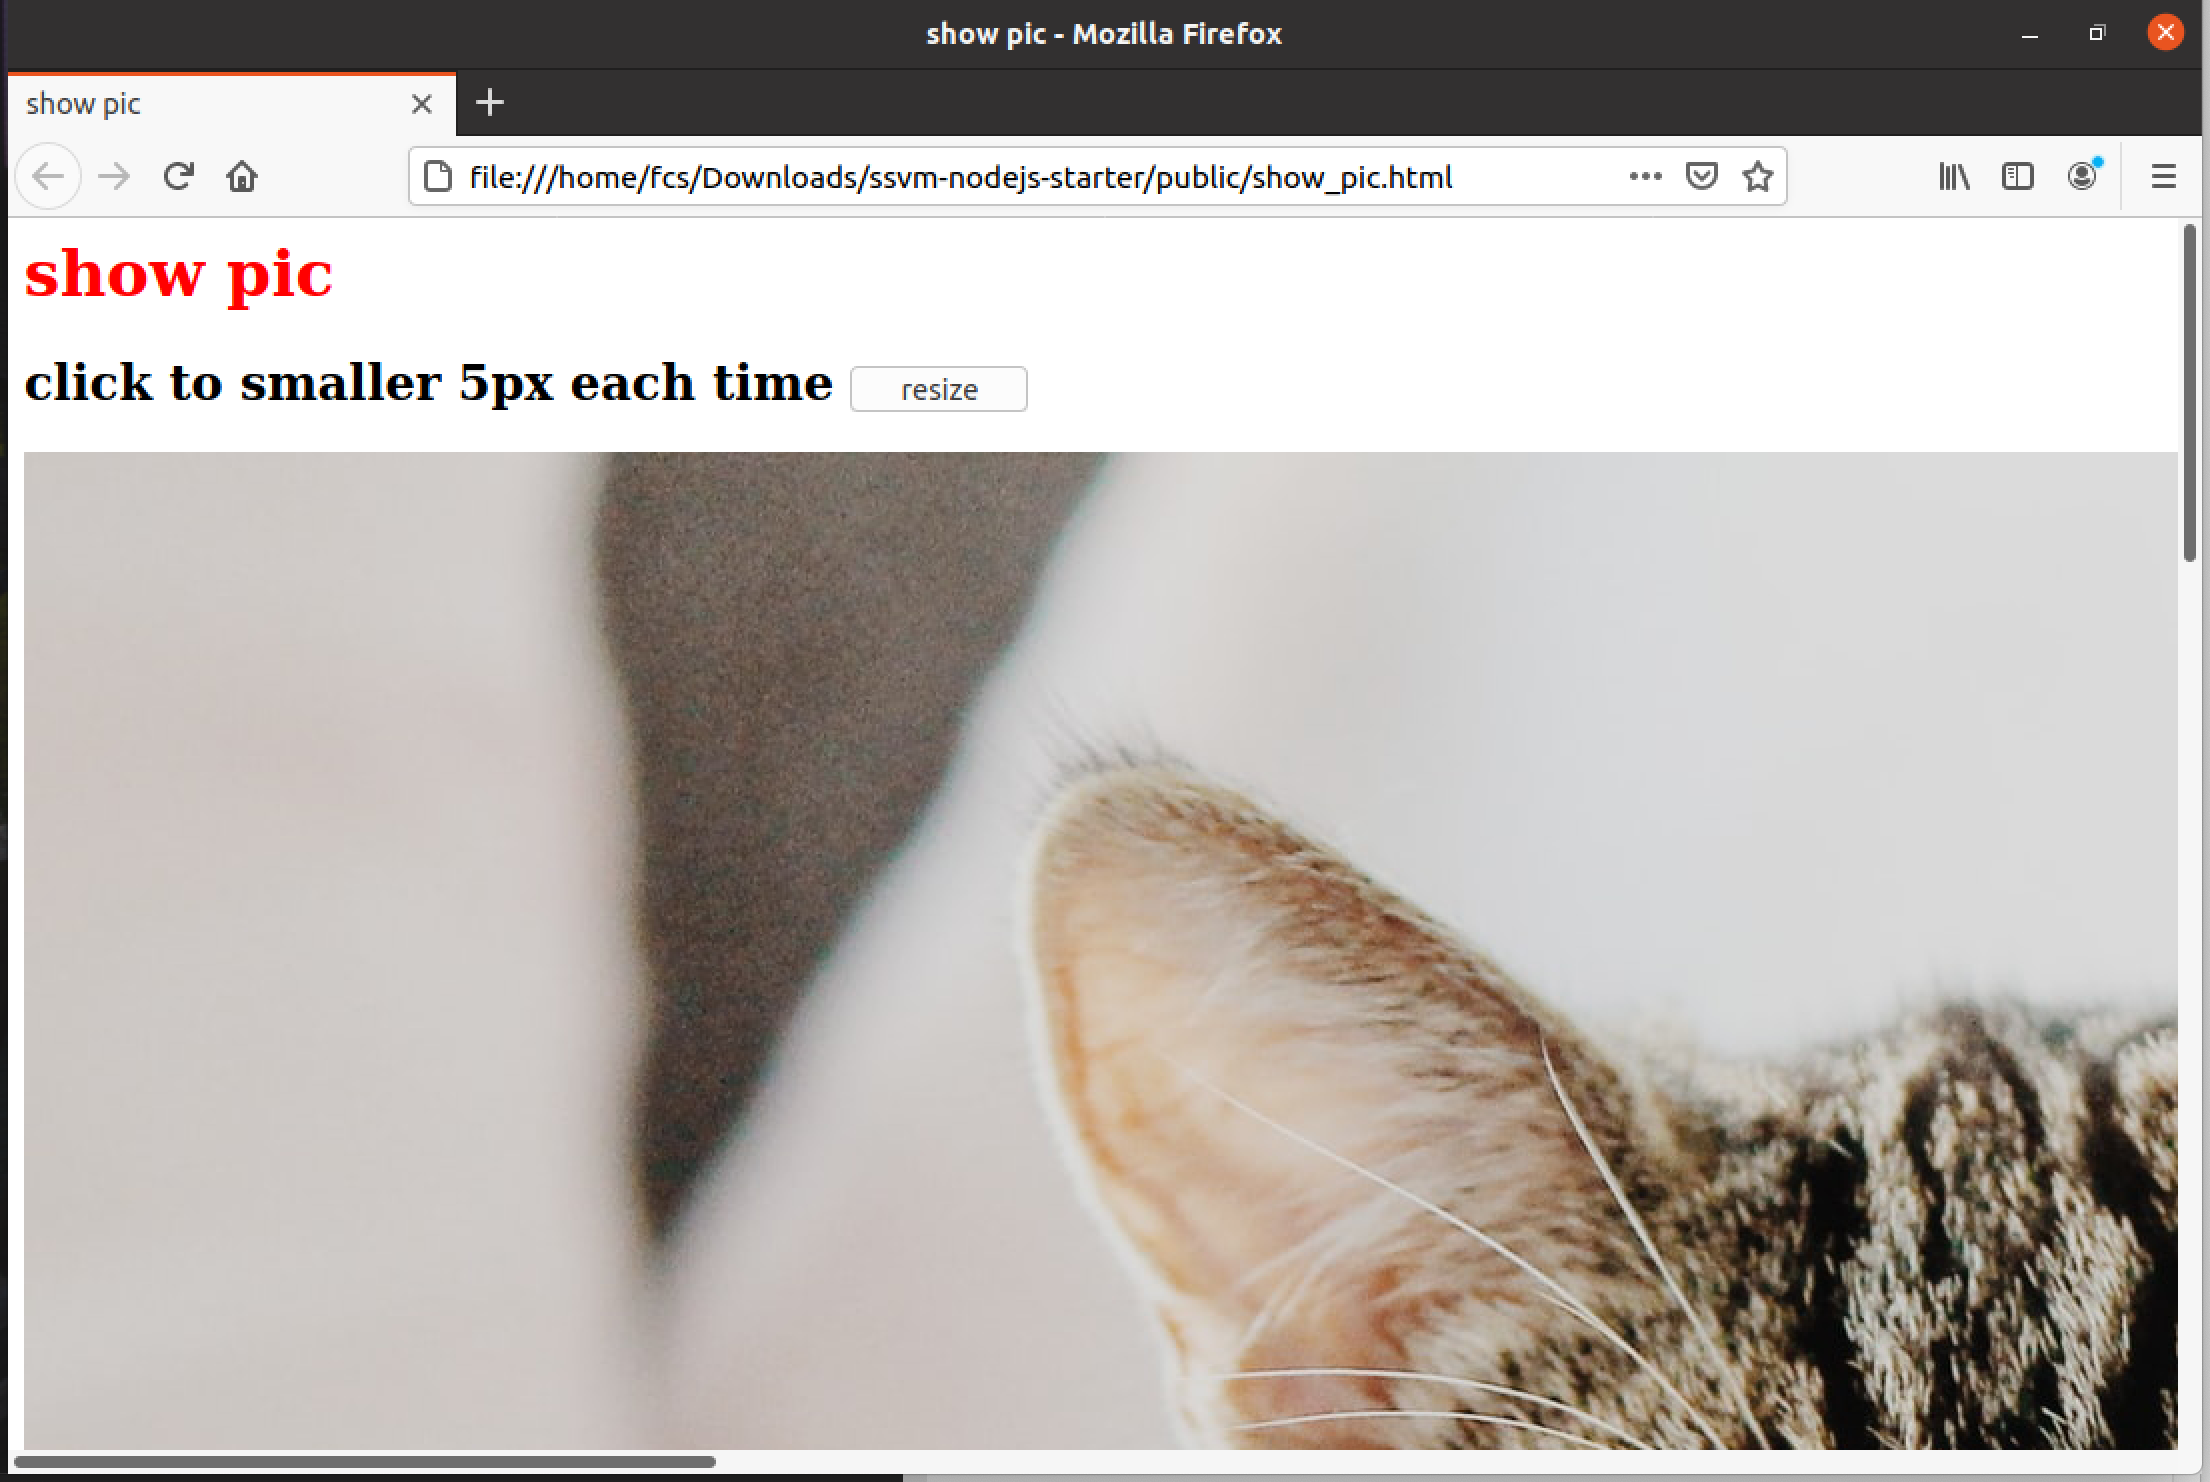 show pic - Mozilla Firefox
show pic
file:///home/fcs/Downloads/ssvm-nodejs-starter/public/show_pic.html
show pic
click to smaller 5px each time resize